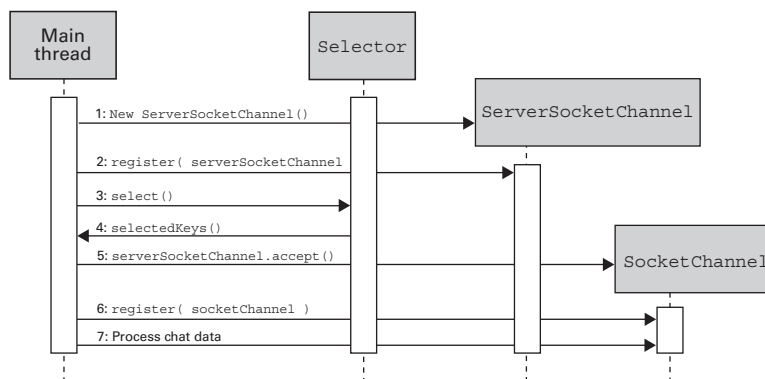 Main
thread
Selector
ServerSocketChannel
1: New ServerSocketChannel()
2: register( serverSocketChannel
3: select()
4: selectedKeys()
5: serverSocketChannel.accept()
SocketChannel
6: register( socketChannel )
7: Process chat data